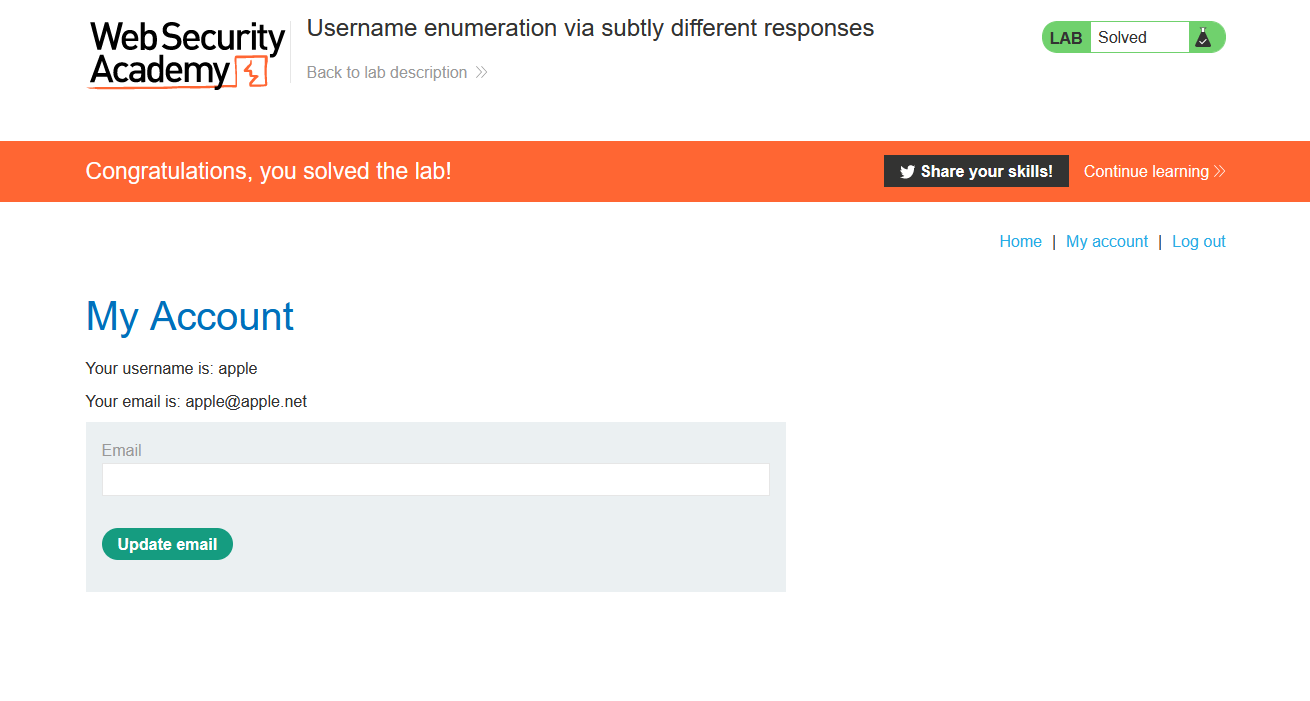 Web Security
Academy
Username enumeration via subtly different responses
Back to lab description
LAB Solved
Congratulations, you solved the lab!
Share your skills!
Continue learning
Home | My account | Log out
My Account
Your username is: apple
Your email is: apple@apple.net
Email
Update email